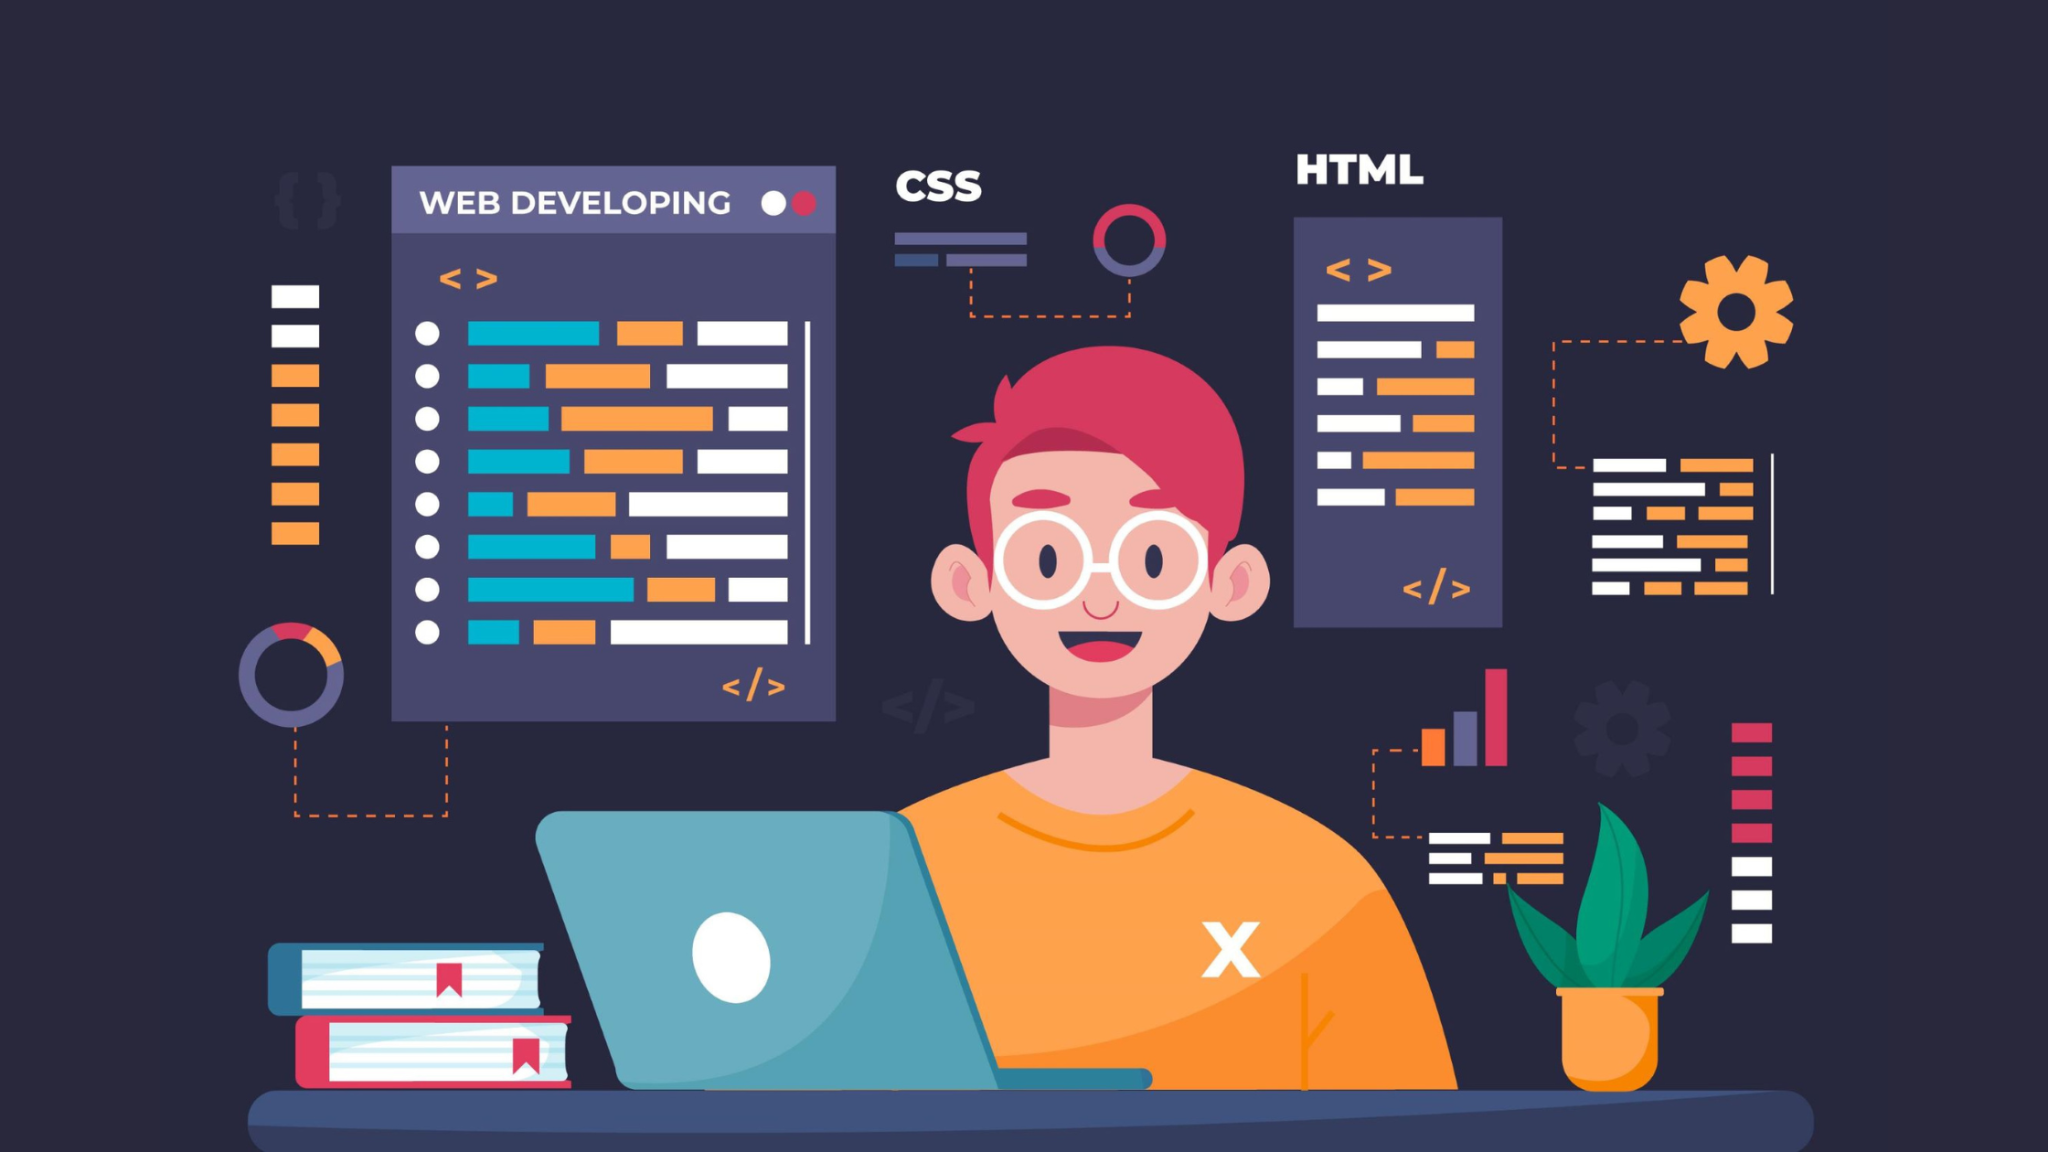 WEB DEVELOPING
CSS
HTML
{ }
< >
< >
</>
</>
</>
X